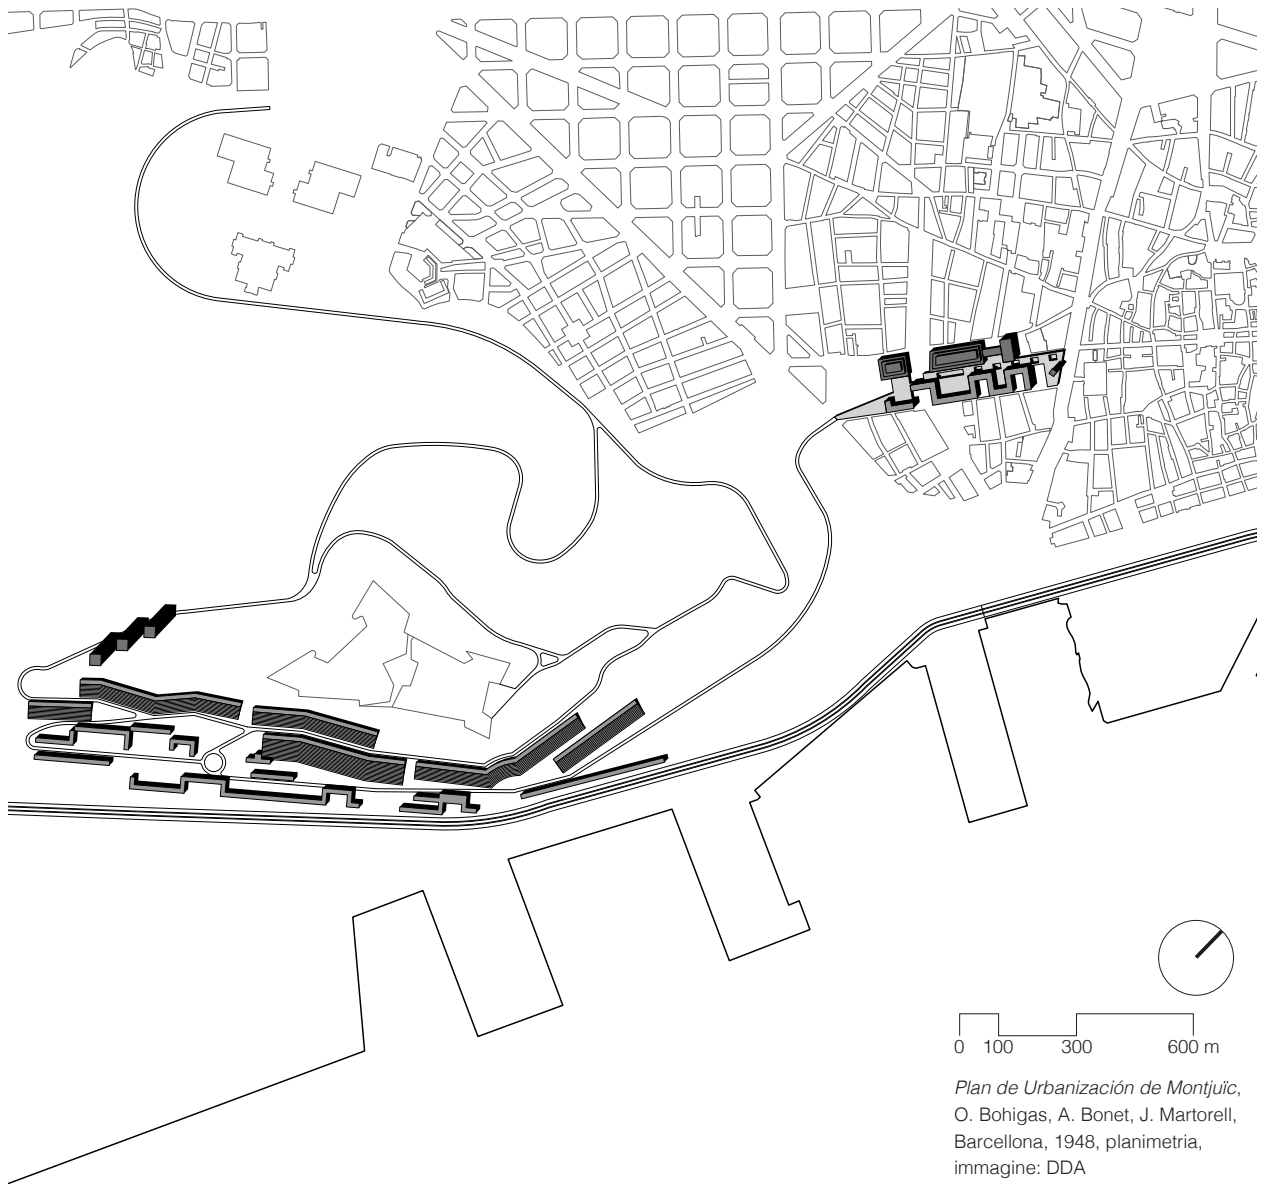 0 100 300 600 m
Plan de Urbanización de Montjuïc,
O. Bohigas, A. Bonet, J. Martorell,
Barcellona, 1948, planimetria,
immagine: DDA